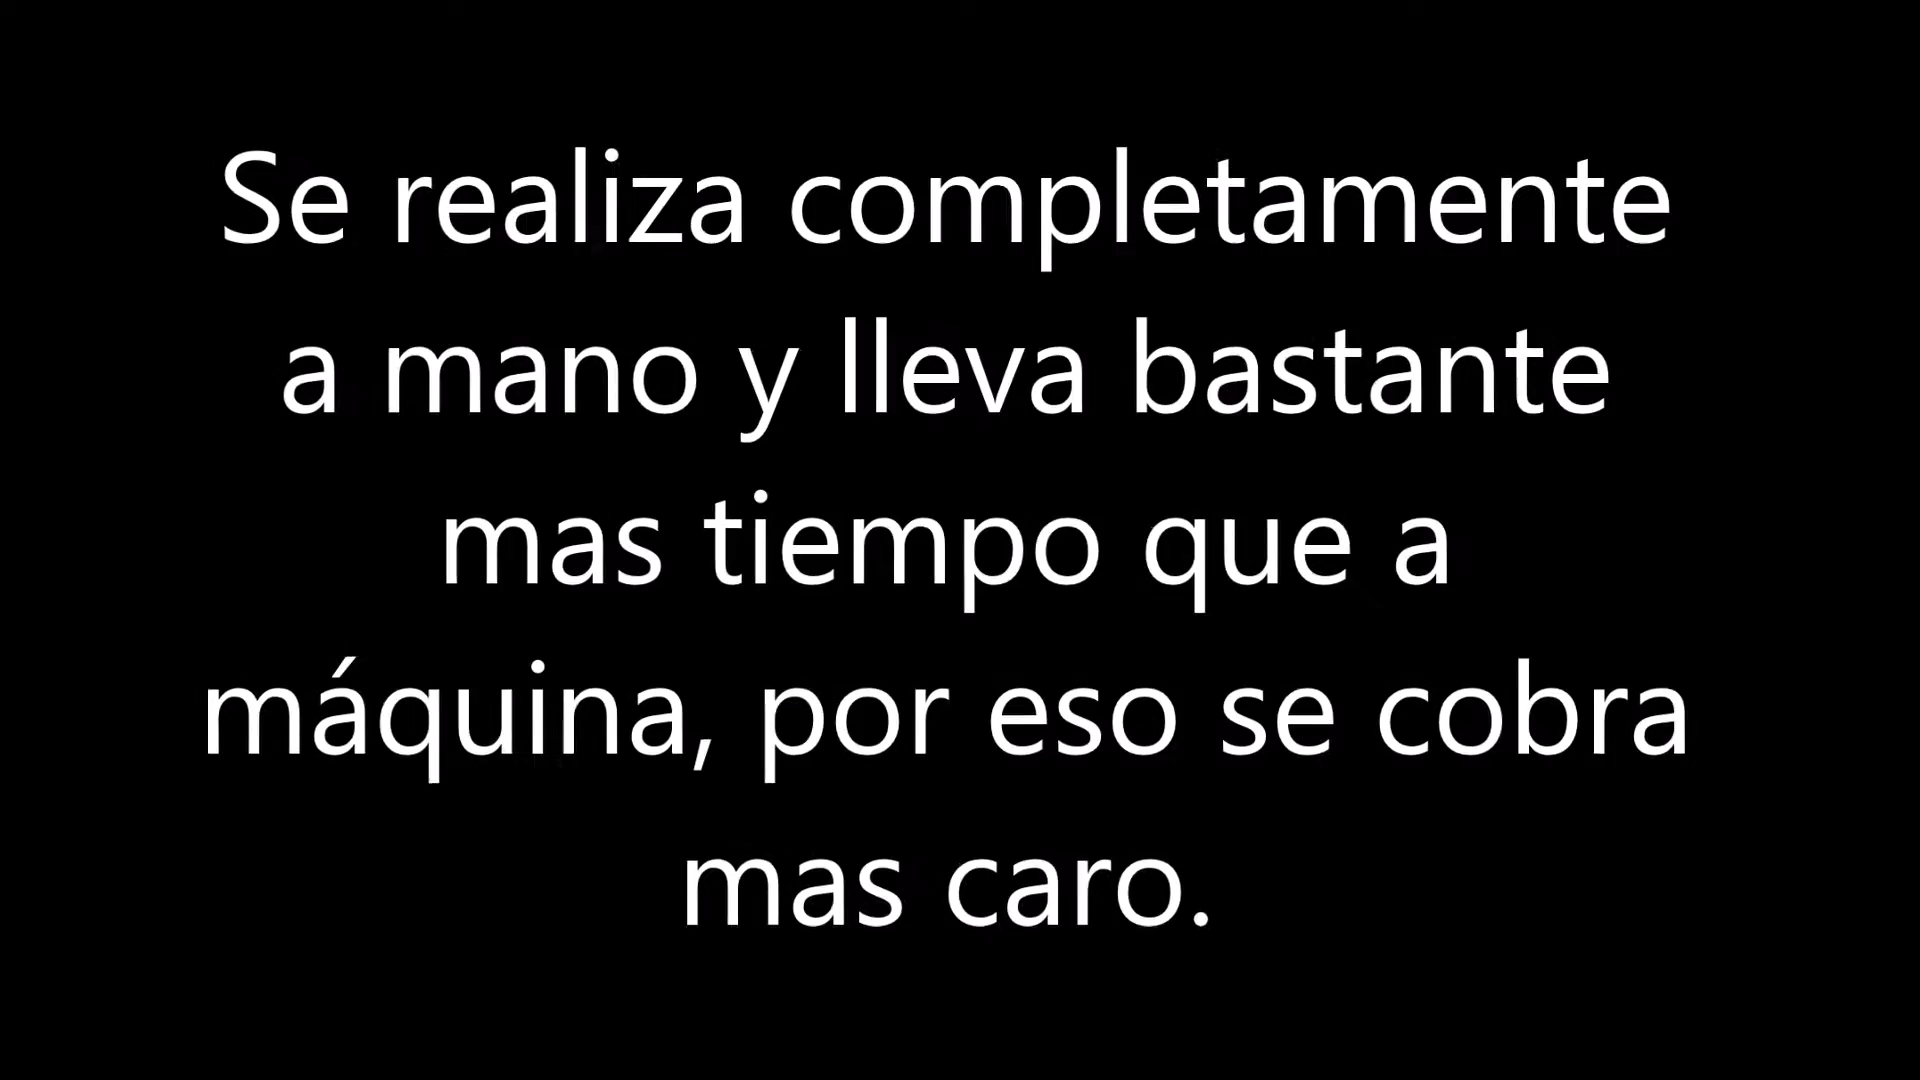 Se realiza completamente
a mano y lleva bastante
mas tiempo que a
máquina, por eso se cobra
mas caro.